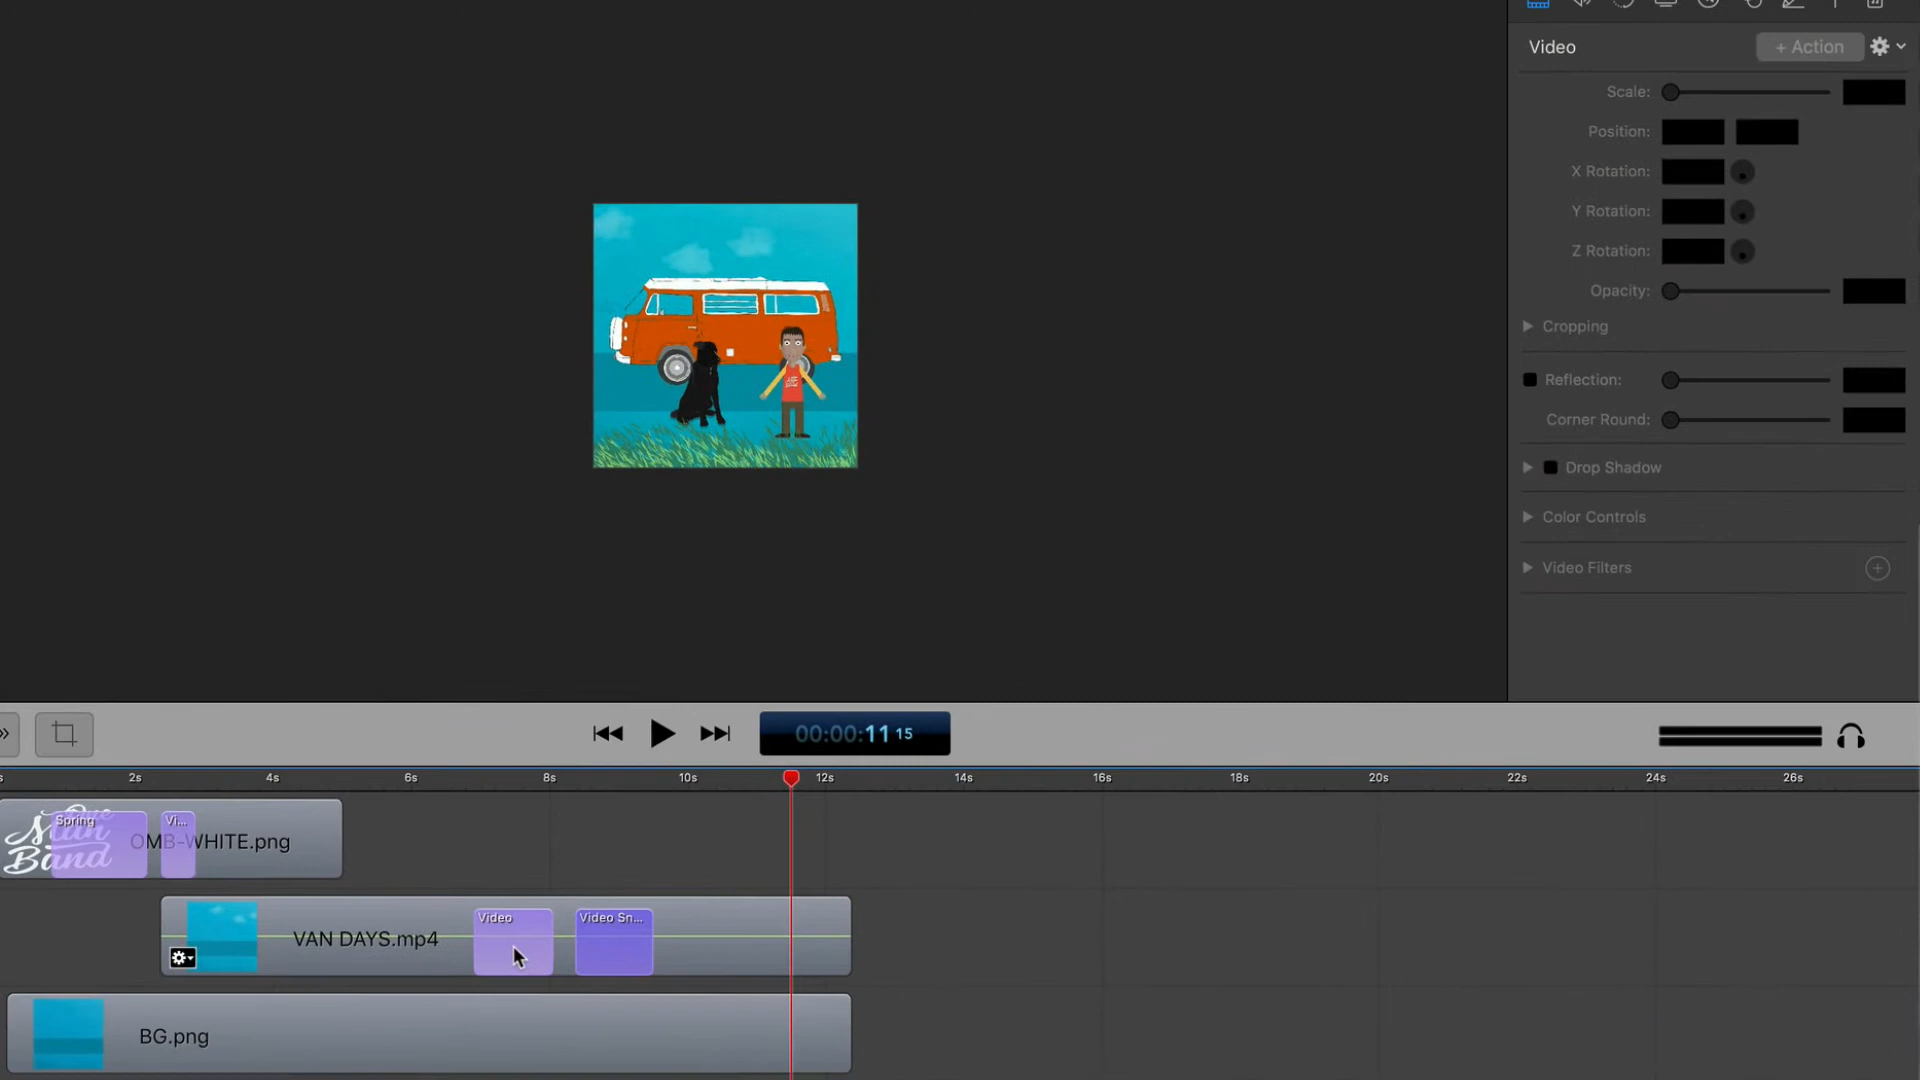 Video
+ Action
Scale:
Position:
X Rotation:
Y Rotation:
Z Rotation:
Opacity:
Cropping
Reflection:
Corner Round:
Drop Shadow
Color Controls
Video Filters
00:00:11 15
2s 4s 6s 8s 10s 12s 14s 16s 18s 20s 22s 24s 26s
Spring
Vi...
Man
Band
OMB-WHITE.png
Video
Video Sn...
VAN DAYS.mp4
BG.png